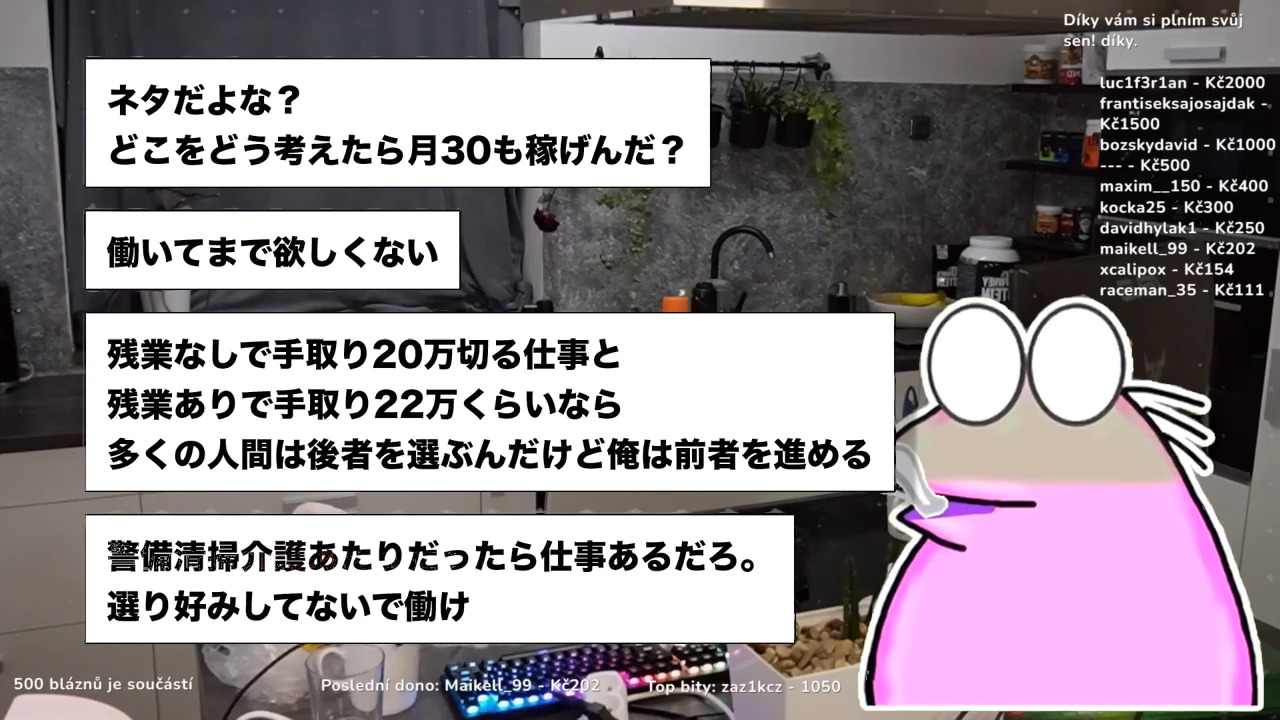 ネタだよな？
どこをどう考えたら月30も稼げんだ？
働いてまで欲しくない
残業なしで手取り20万切る仕事と
残業ありで手取り22万くらいなら
多くの人間は後者を選ぶんだけど俺は前者を進める
警備清掃介護あたりだったら仕事あるだろ。
選り好みしてないで働け
Díky vám si plním svůj
sen! díky.
luc1f3r1an - Kč2000
frantiseksajosajdak -
Kč1500
bozskydavid - Kč1000
--- - Kč500
maxim__150 - Kč400
kocka25 - Kč300
davidhylak1 - Kč250
maikell_99 - Kč202
xcalipox - Kč154
raceman_35 - Kč111
500 bláznů je součástí
Poslední dono: Maikell_99 - Kč202
Top bity: zaz1kcz - 1050